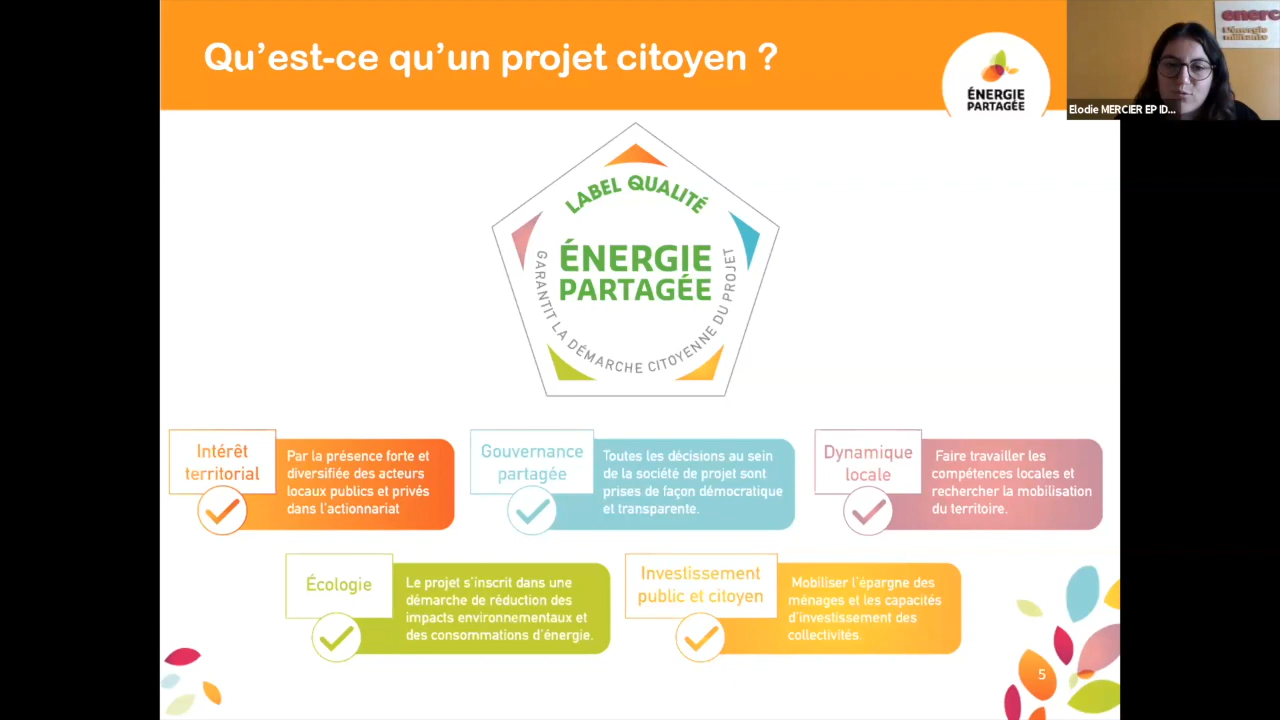 Qu'est-ce qu'un projet citoyen ?
ÉNERGIE
PARTAGÉE
enerc
L'énergie
militante
Elodie MERCIER EP ID...
LABEL QUALITÉ
ÉNERGIE
PARTAGÉE
GARANTIT LA DÉMARCHE CITOYENNE DU PROJET
Intérêt
territorial
Par la présence forte et
diversifiée des acteurs
locaux publics et privés
dans l'actionnariat
Gouvernance
partagée
Toutes les décisions au sein
de la société de projet sont
prises de façon démocratique
et transparente.
Dynamique
locale
Faire travailler les
compétences locales et
rechercher la mobilisation
du territoire.
Écologie
Le projet s'inscrit dans une
démarche de réduction des
impacts environnementaux et
des consommations d'énergie.
Investissement
public et citoyen
Mobiliser l'épargne des
ménages et les capacités
d'investissement des
collectivités.
5